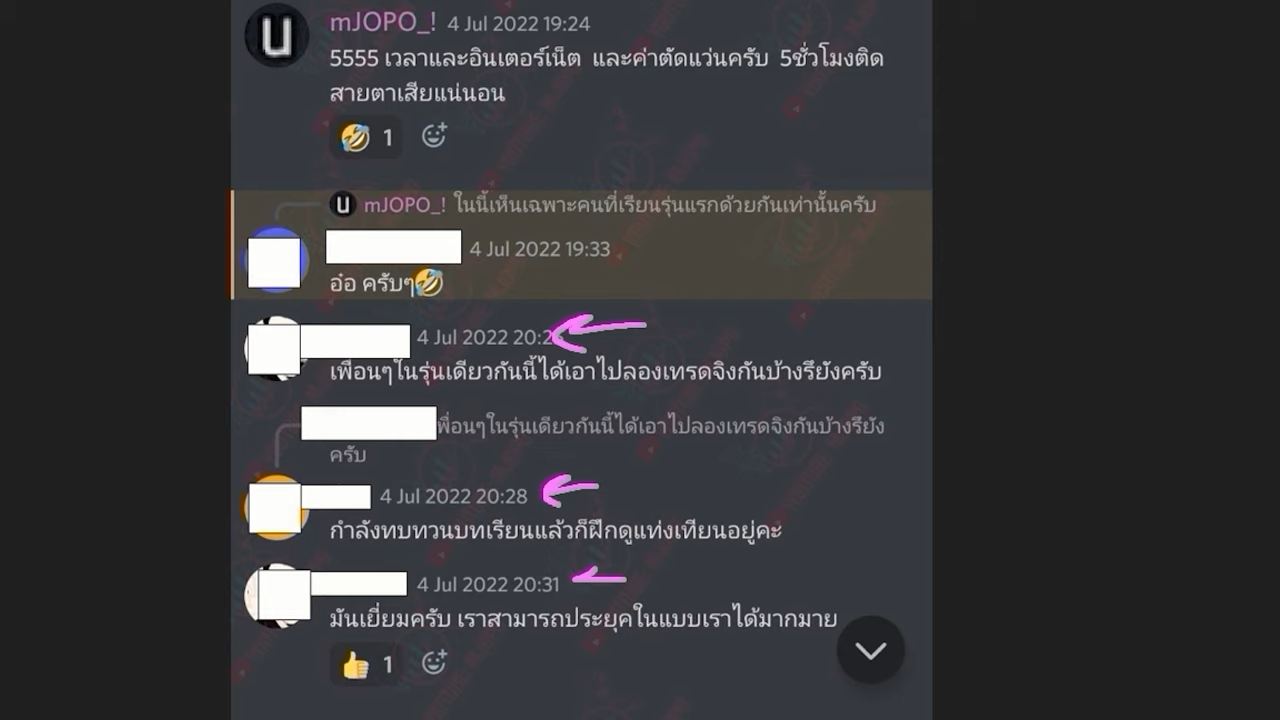 mJOPO_! 4 Jul 2022 19:24
5555 เวลาและอินเตอร์เน็ต และค่าตัดแว่นครับ 5ชั่วโมงติด
สายตาเสียแน่นอน
1
mJOPO_! ในนี้เห็นเฉพาะคนที่เรียนรุ่นแรกด้วยกันเท่านั้นครับ
4 Jul 2022 19:33
อ๋อ ครับๆ
4 Jul 2022
เพื่อนๆในรุ่นเดียวกันนี้ได้เอาไปลองเทรดจิงกันบ้างรึยังครับ
พื่อนๆในรุ่นเดียวกันนี้ได้เอาไปลองเทรดจิงกันบ้างรึยัง
ครับ
4 Jul 2022 20:28
กำลังทบทวนบทเรียนแล้วก็ฝึกดูแท่งเทียนอยู่คะ
4 Jul 2022 20:31
มันเยี่ยมครับ เราสามารถประยุคในแบบเราได้มากมาย
1